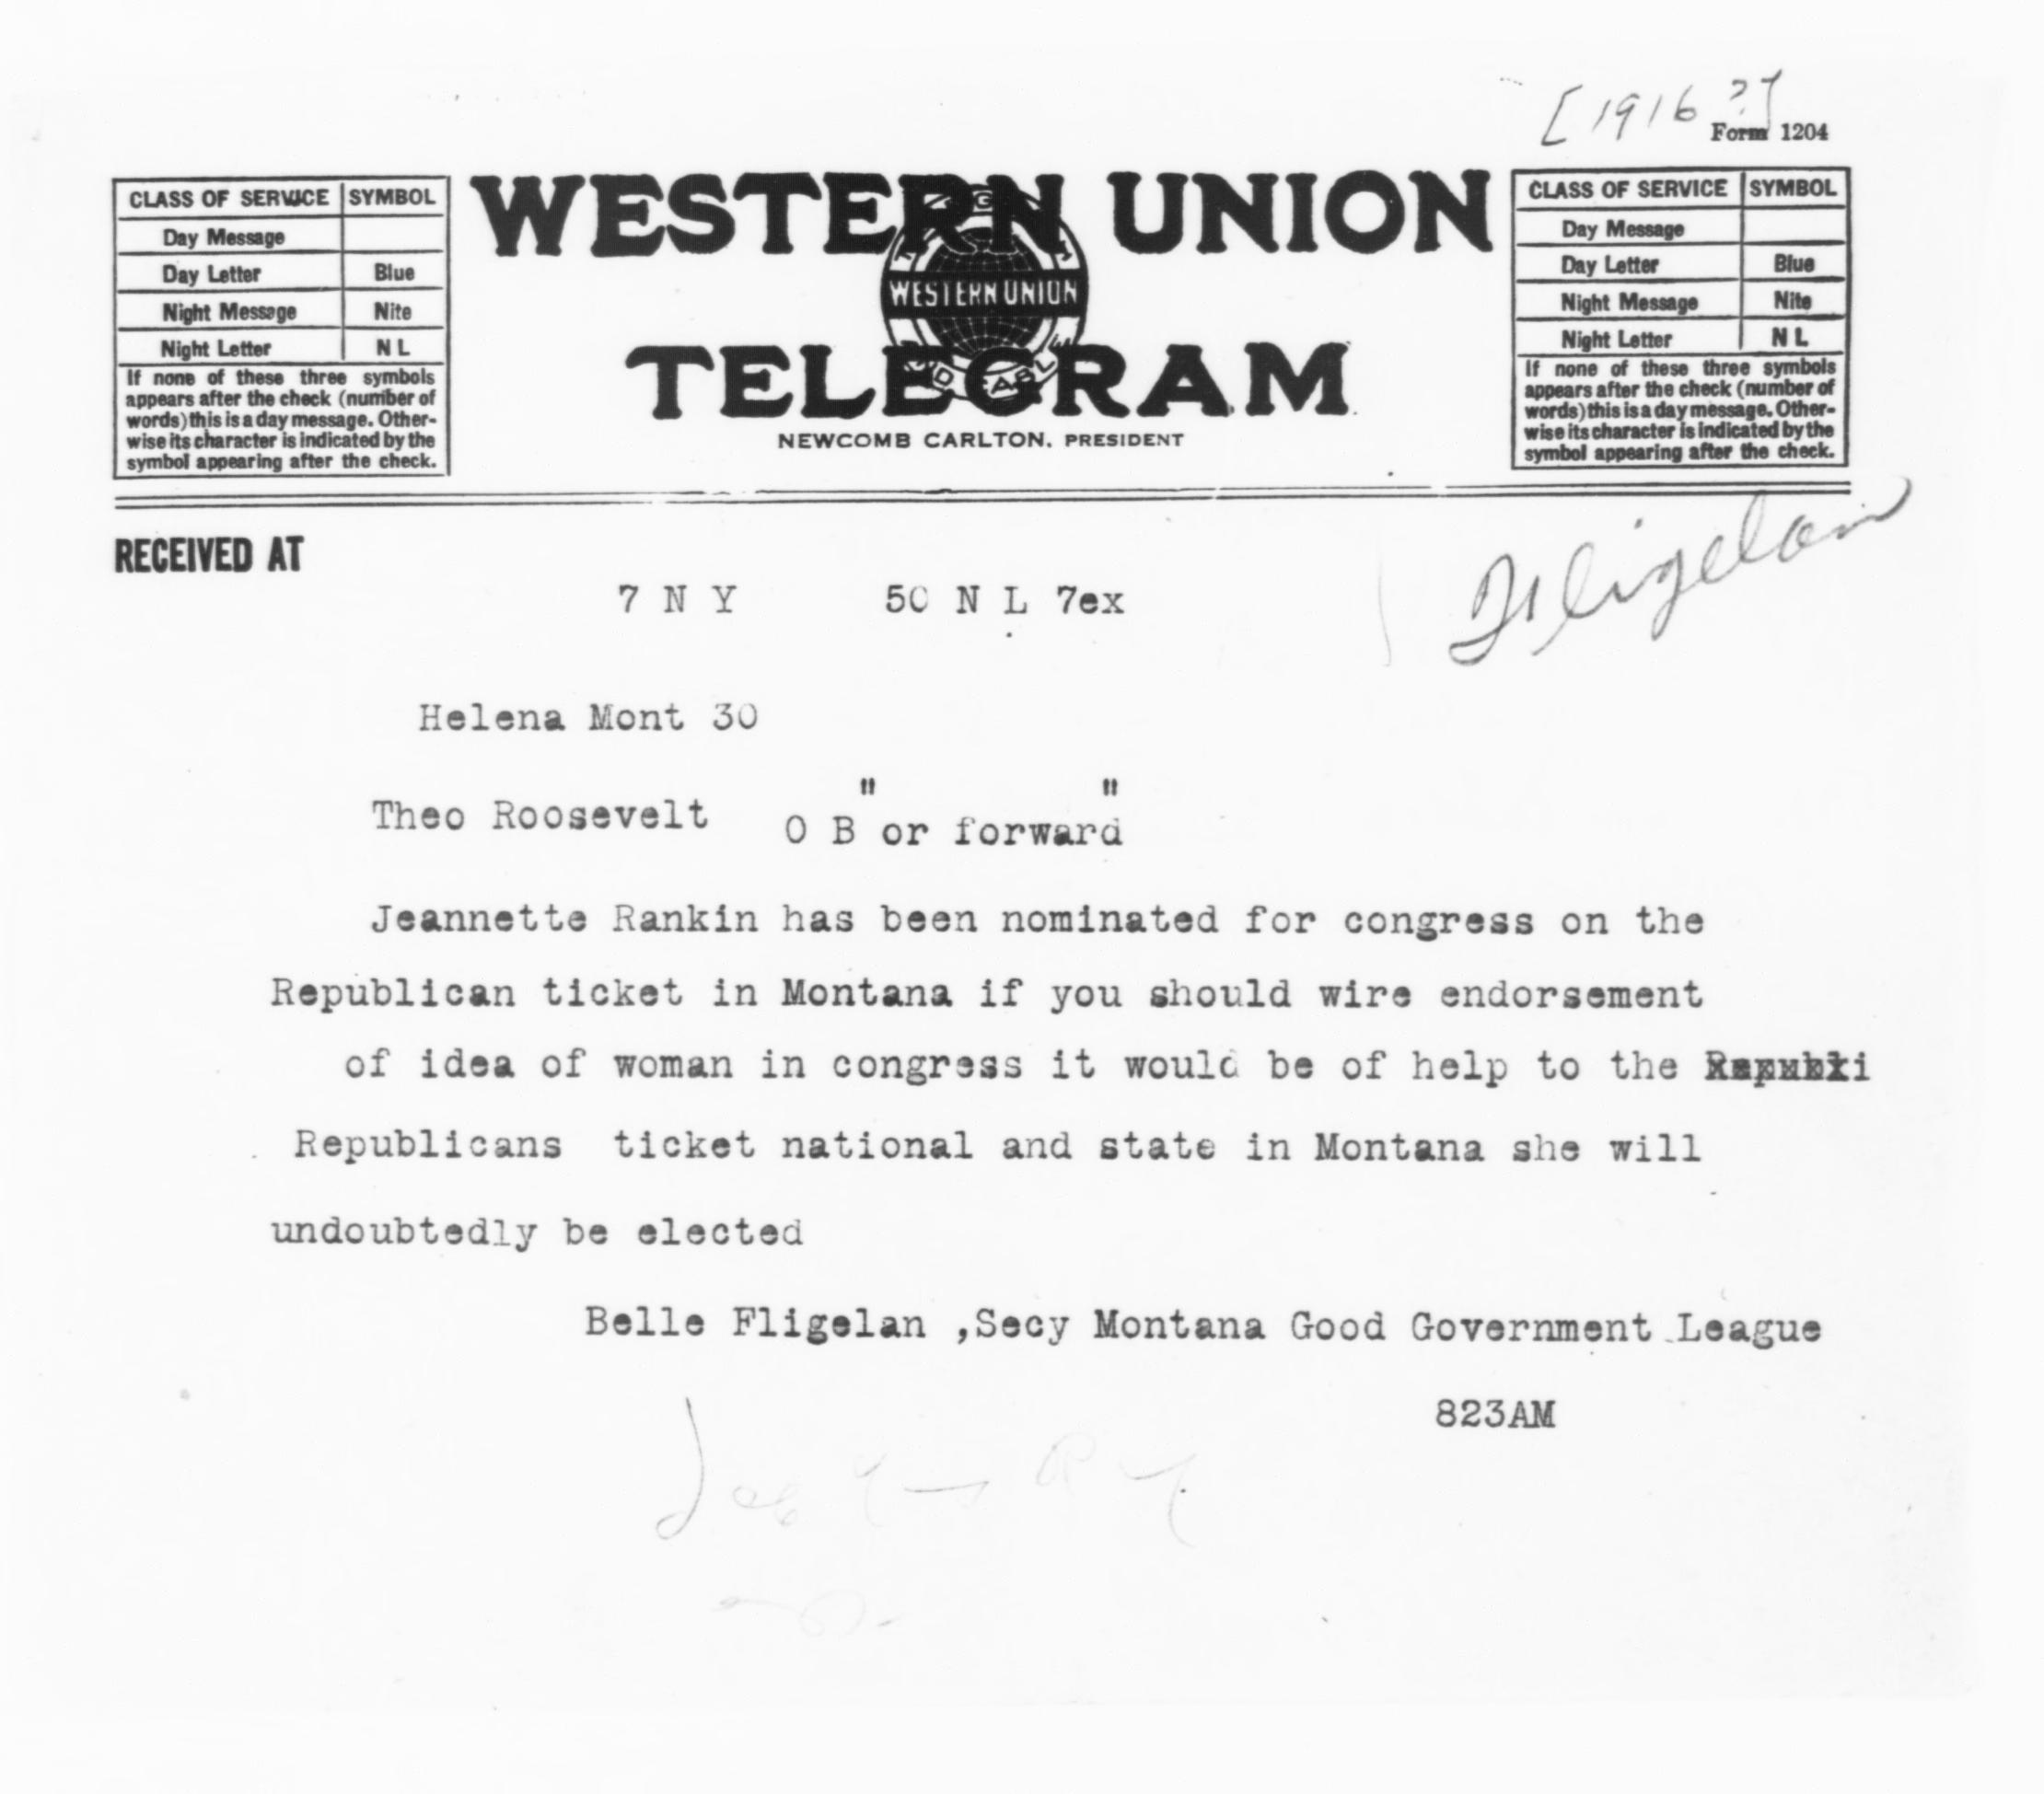 [1916?]
Form 1204
CLASS OF SERVICE SYMBOL
Day Message
Day Letter Blue
Night Message Nite
Night Letter N L
If none of these three symbols
appears after the check (number of
words) this is a day message. Other-
wise its character is indicated by the
symbol appearing after the check.
WESTERN UNION
WESTERN UNION
TELEGRAM
NEWCOMB CARLTON, PRESIDENT
CLASS OF SERVICE SYMBOL
Day Message
Day Letter Blue
Night Message Nite
Night Letter N L
If none of these three symbols
appears after the check (number of
words) this is a day message. Other-
wise its character is indicated by the
symbol appearing after the check.
RECEIVED AT
Fligelan
7 N Y 50 N L 7ex
Helena Mont 30
Theo Roosevelt O B "or forward"
Jeannette Rankin has been nominated for congress on the
Republican ticket in Montana if you should wire endorsement
of idea of woman in congress it would be of help to the
Republicans ticket national and state in Montana she will
undoubtedly be elected
Belle Fligelan ,Secy Montana Good Government League
823AM